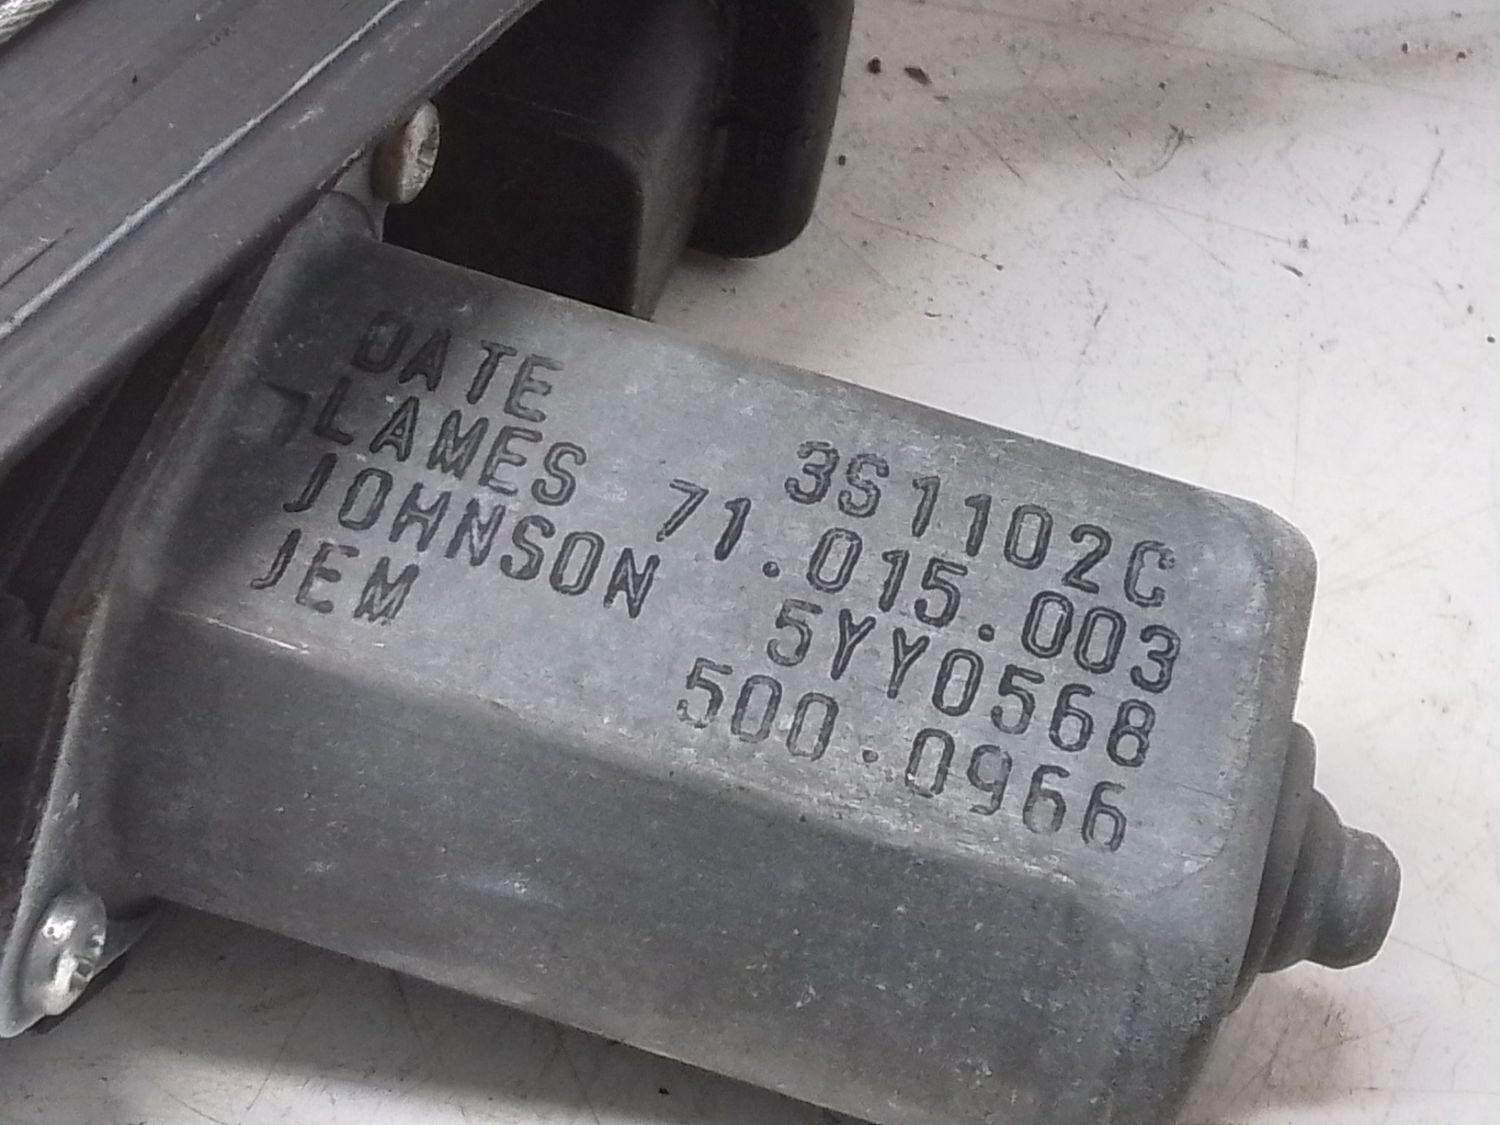 DATE 3S1102C
LAMES 71.015.003
JOHNSON 5YY0568
JEM 500.0966